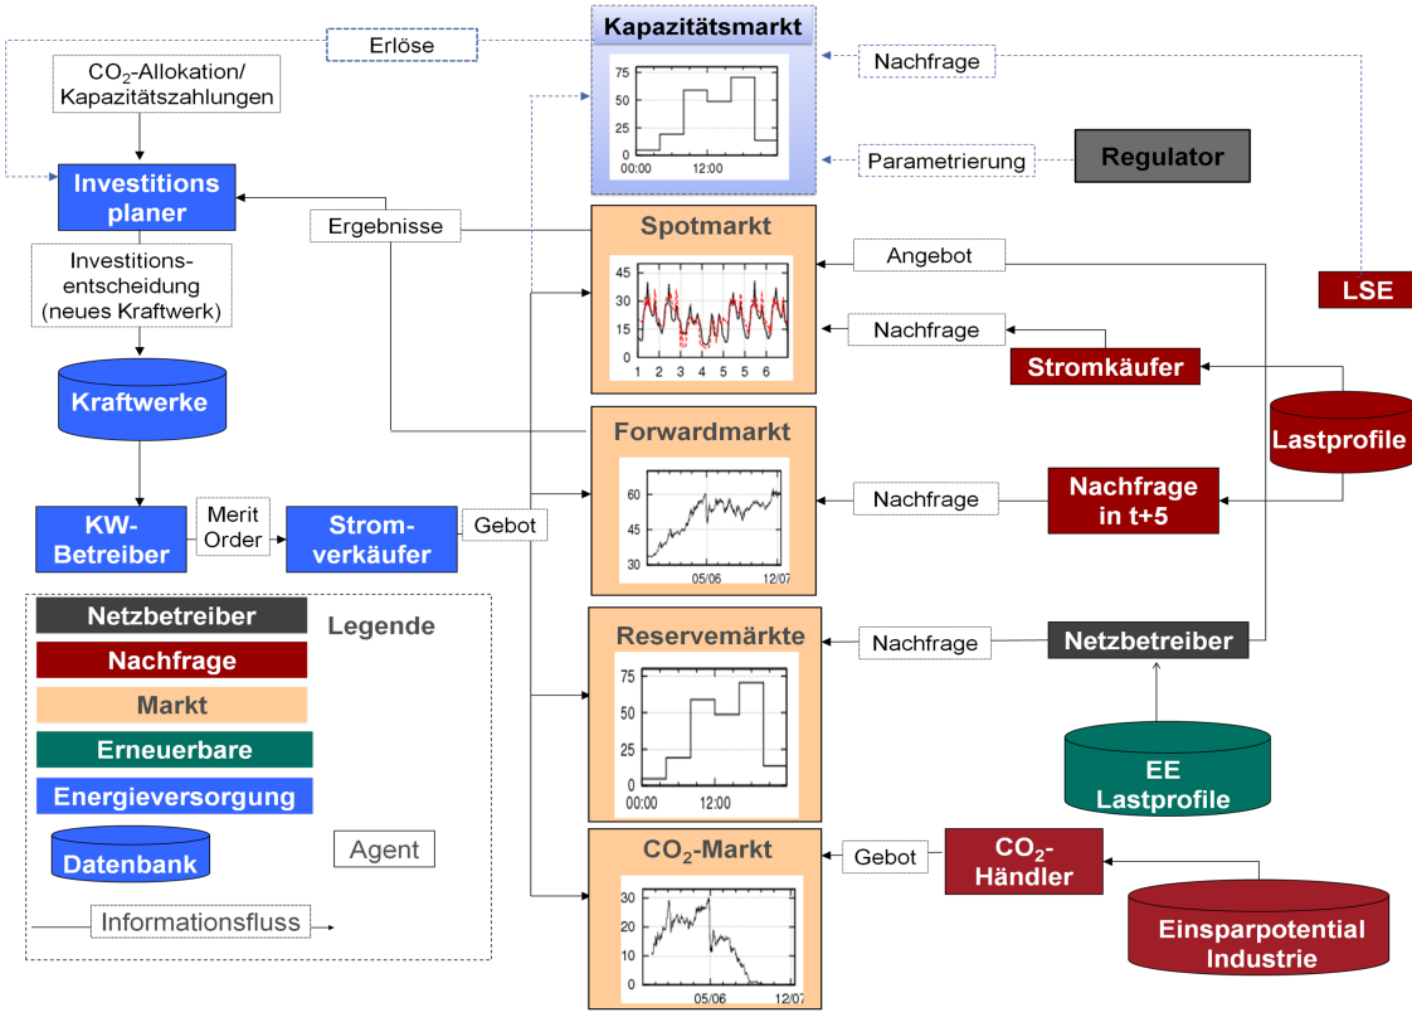 Kapazitätsmarkt
75
50
25
0
00:00 12:00
Erlöse
CO₂-Allokation/
Kapazitätszahlungen
Investitions
planer
Ergebnisse
Investitions-
entscheidung
(neues Kraftwerk)
Kraftwerke
KW-
Betreiber
Merit
Order
Strom-
verkäufer
Gebot
Nachfrage
Parametrierung
Regulator
LSE
Spotmarkt
45
30
15
0
1 2 3 4 5 5 6
Angebot
Nachfrage
Stromkäufer
Lastprofile
Forwardmarkt
60
45
30
05/06 12/07
Nachfrage
Nachfrage
in t+5
Reservemärkte
75
50
25
0
00:00 12:00
Nachfrage
Netzbetreiber
EE
Lastprofile
CO₂-Markt
30
20
10
0
05/06 12/07
Gebot
CO₂-
Händler
Einsparpotential
Industrie
Legende
Netzbetreiber
Nachfrage
Markt
Erneuerbare
Energieversorgung
Datenbank
Agent
Informationsfluss